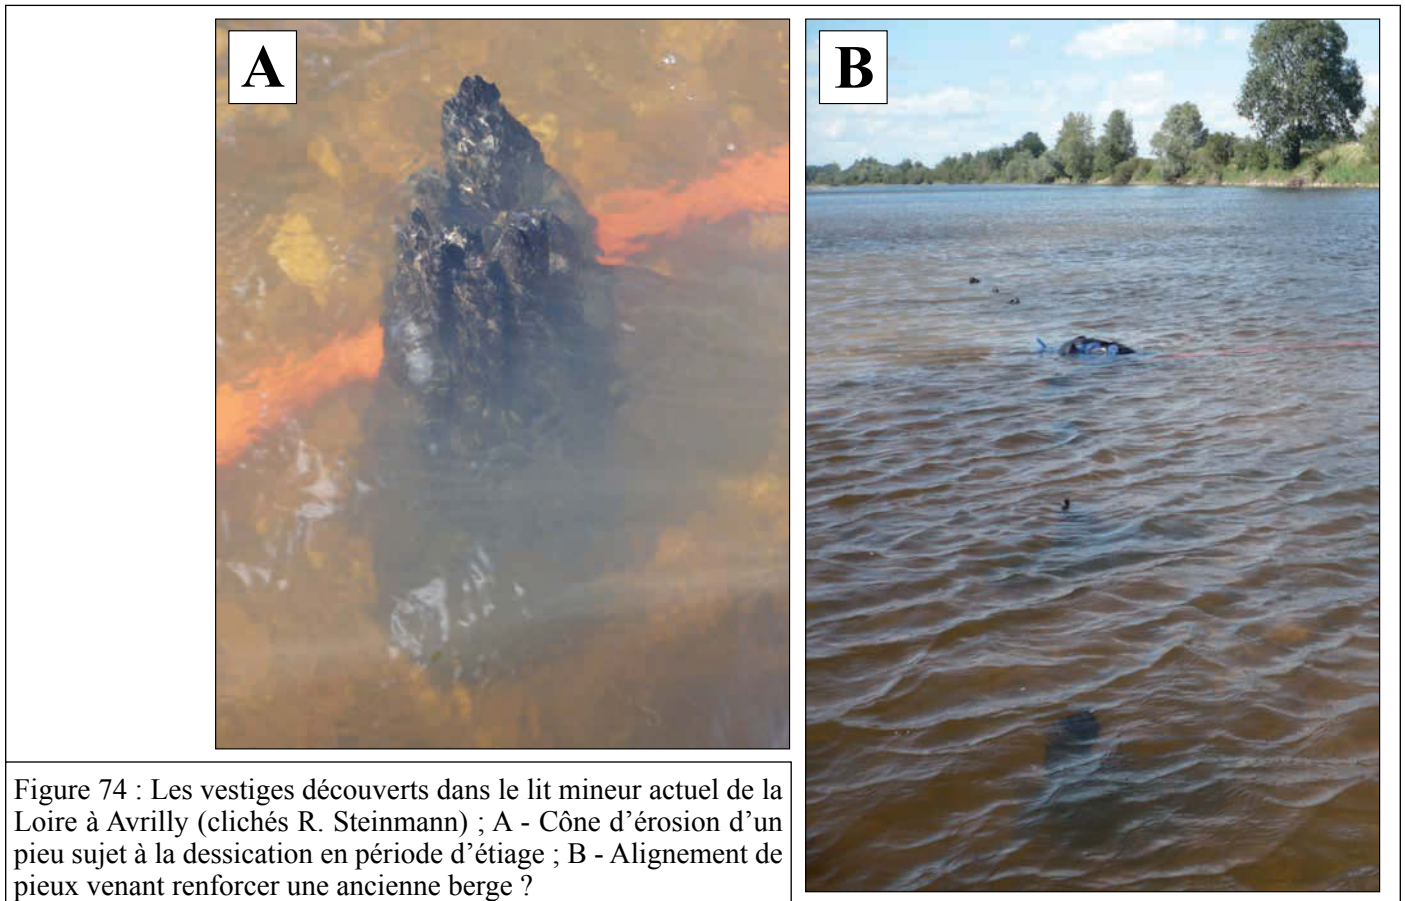 A
B
Figure 74 : Les vestiges découverts dans le lit mineur actuel de la
Loire à Avrilly (clichés R. Steinmann) ; A - Cône d’érosion d’un
pieu sujet à la dessication en période d’étiage ; B - Alignement de
pieux venant renforcer une ancienne berge ?